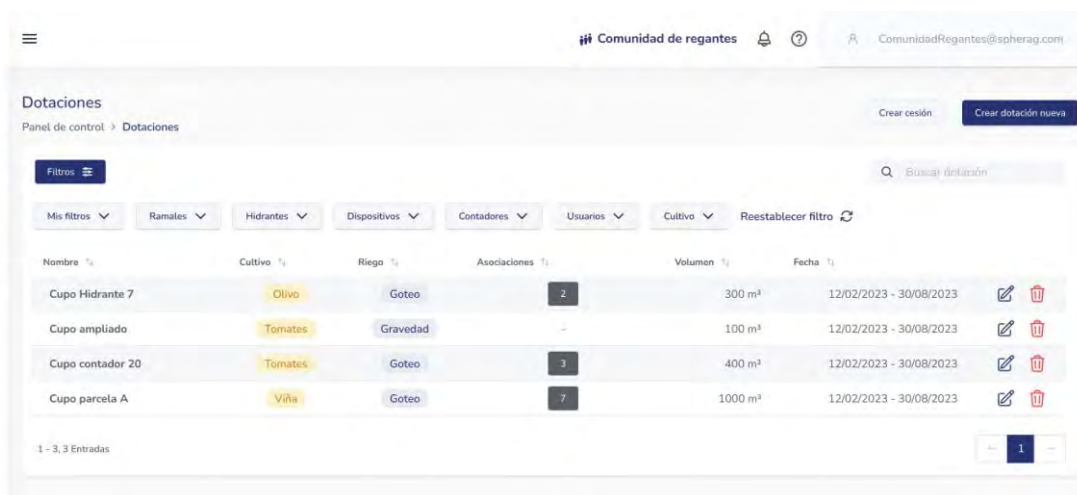 Comunidad de regantes ComunidadRegantes@spherag.com
Dotaciones
Crear cesión Crear dotación nueva
Panel de control > Dotaciones
Filtros Buscar dotación
Mis filtros Ramales Hidrantes Dispositivos Contadores Usuarios Cultivo Reestablecer filtro
Nombre Cultivo Riego Asociaciones Volumen Fecha
Cupo Hidrante 7 Olivo Goteo 2 300 m³ 12/02/2023 - 30/08/2023
Cupo ampliado Tomates Gravedad - 100 m³ 12/02/2023 - 30/08/2023
Cupo contador 20 Tomates Goteo 3 400 m³ 12/02/2023 - 30/08/2023
Cupo parcela A Viña Goteo 7 1000 m³ 12/02/2023 - 30/08/2023
1 - 3, 3 Entradas 1